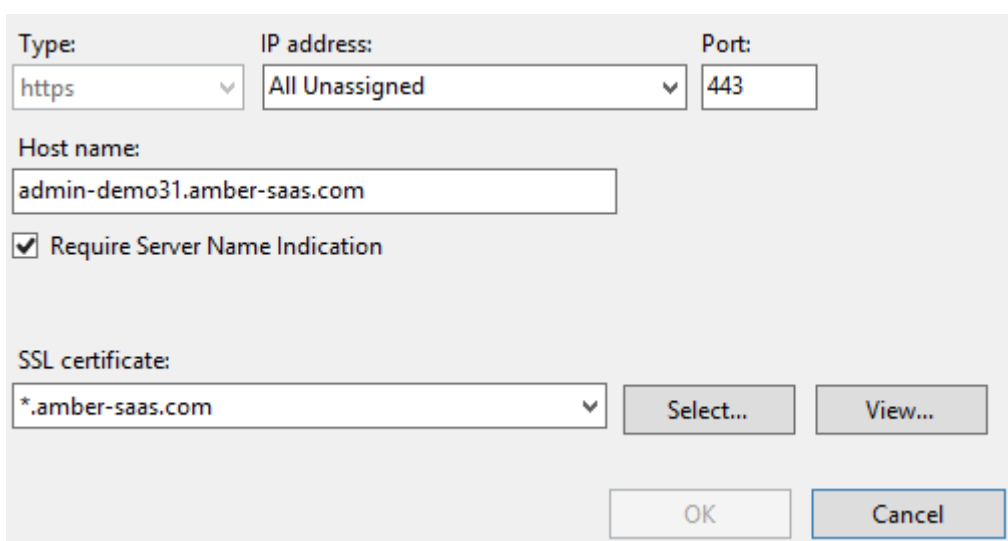 Type: IP address: Port:
https All Unassigned 443
Host name:
admin-demo31.amber-saas.com
Require Server Name Indication
SSL certificate:
*.amber-saas.com Select... View...
OK Cancel